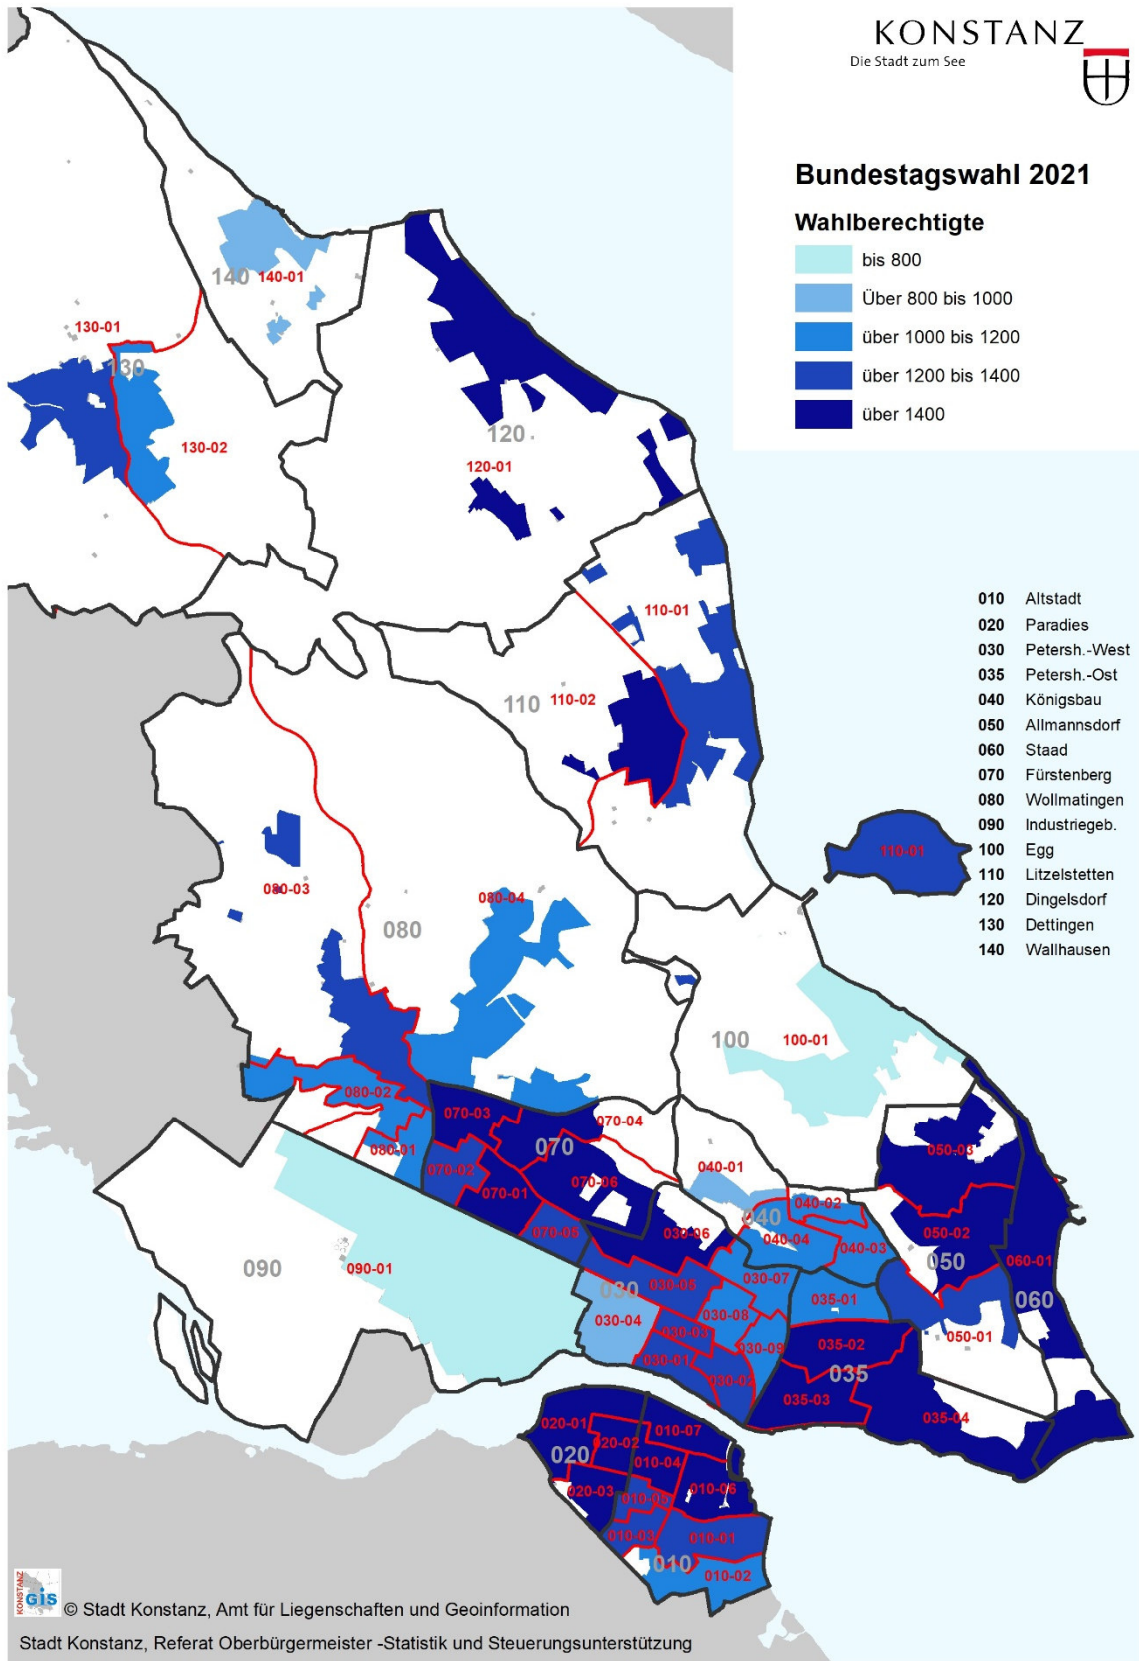 KONSTANZ
Die Stadt zum See
Bundestagswahl 2021
Wahlberechtigte
bis 800
Über 800 bis 1000
über 1000 bis 1200
über 1200 bis 1400
über 1400
140
140-01
130-01
130
130-02
120
120-01
110-01
110
110-02
010 Altstadt
020 Paradies
030 Petersh.-West
035 Petersh.-Ost
040 Königsbau
050 Allmannsdorf
060 Staad
070 Fürstenberg
080 Wollmatingen
090 Industriegeb.
100 Egg
110 Litzelstetten
120 Dingelsdorf
130 Dettingen
140 Wallhausen
110-01
080-03
080-04
080
100
100-01
080-02
070-03
070-04
080-01
070
050-03
070-02
040-01
070-01
070-06
040-02
040
070-05
030-06
040-04
040-03
050-02
050
060-01
090
090-01
030-05
030-07
030
035-01
060
030-04
030-08
050-01
030-03
030-09
035-02
030-01
030-02
035
035-03
035-04
020-01
010-07
020-02
020
010-04
020-03
010-05
010-06
010-03
010-01
010
010-02
KONSTANZ
GIS
© Stadt Konstanz, Amt für Liegenschaften und Geoinformation
Stadt Konstanz, Referat Oberbürgermeister -Statistik und Steuerungsunterstützung